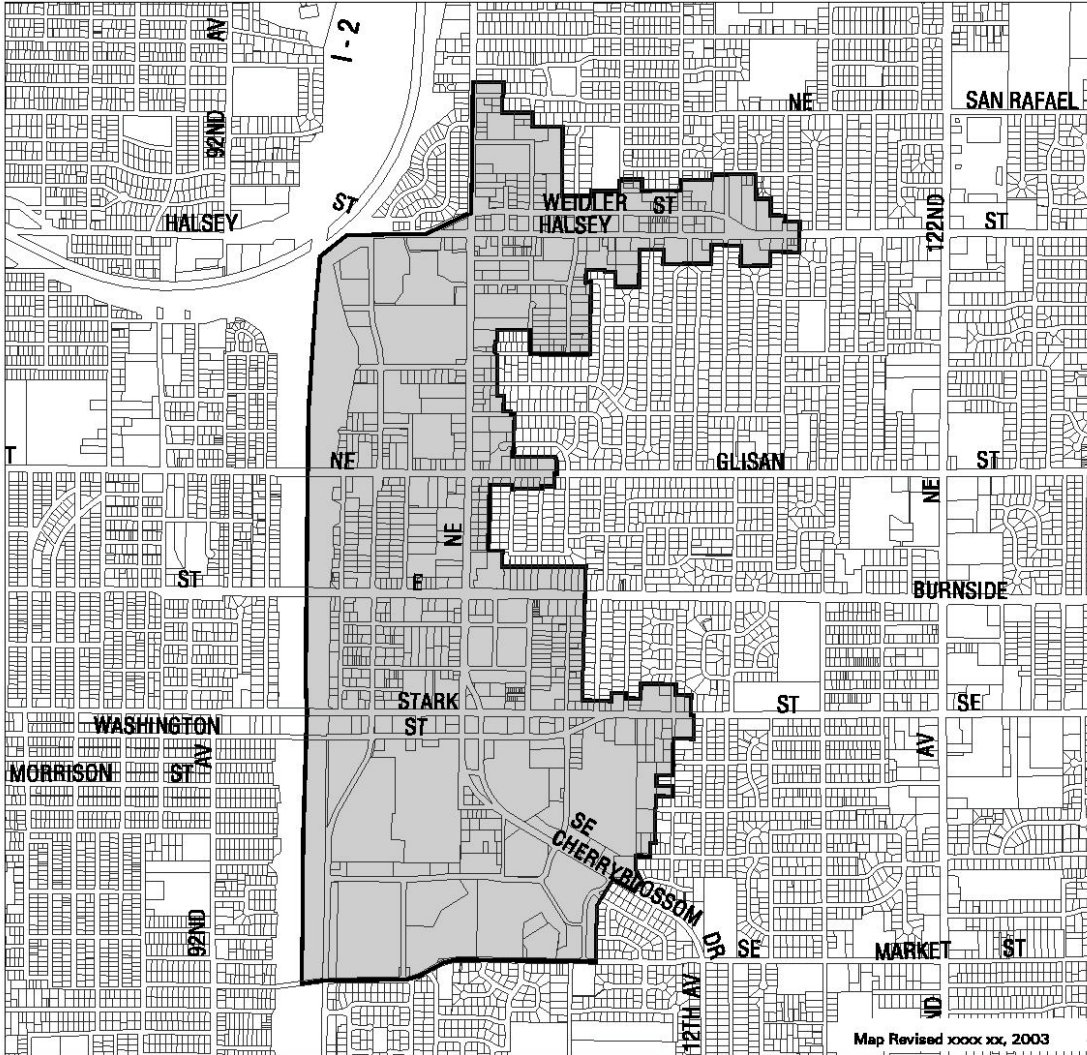 AV
I-2
NE
SAN RAFAEL
92ND
ST
HALSEY
WEIDLER
ST
HALSEY
122ND
ST
T
NE
GLISAN
ST
NE
NE
ST
E
BURNSIDE
STARK
ST
SE
WASHINGTON
ST
AV
AV
MORRISON
ST
SE
CHERRYBLOSSOM
DR
92ND
SE
MARKET
ST
12TH AV
ND
Map Revised xxxx xx, 2003